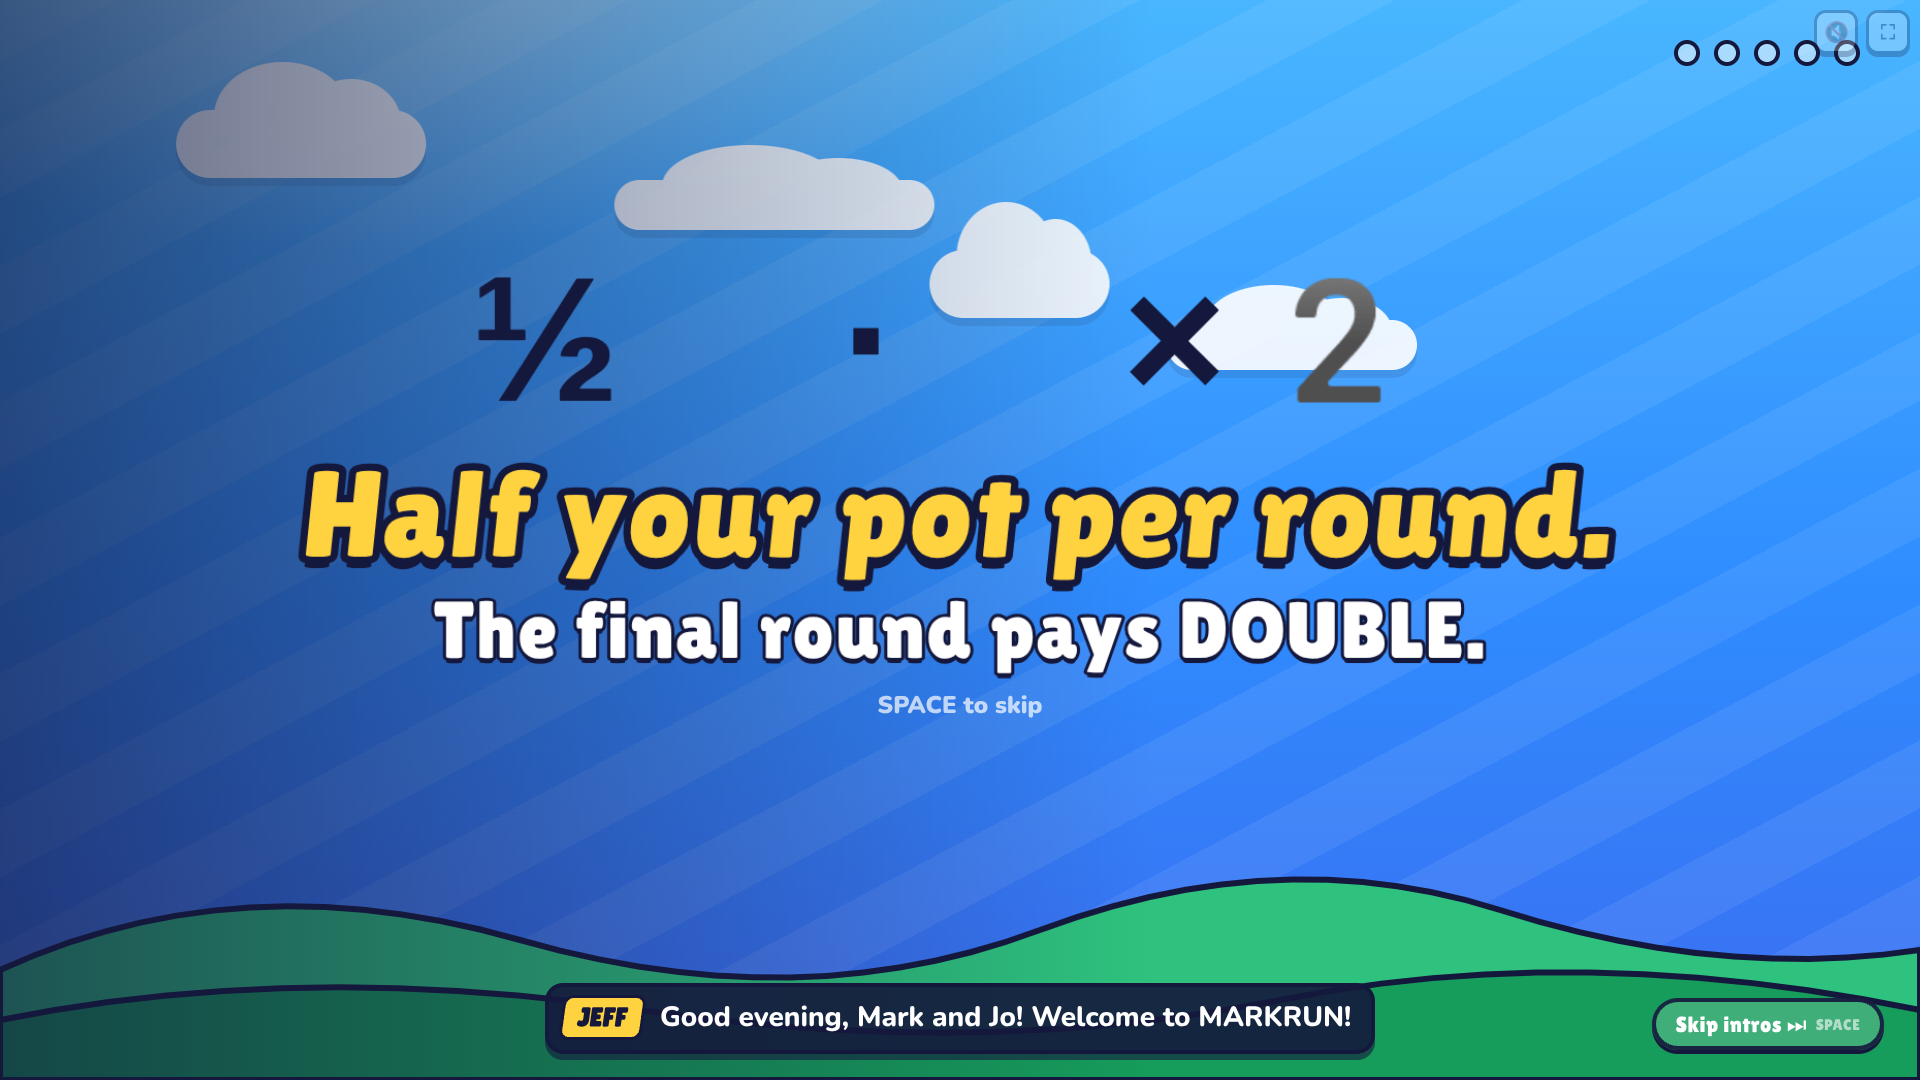 ½ · × 2
Half your pot per round.
The final round pays DOUBLE.
SPACE to skip
JEFF Good evening, Mark and Jo! Welcome to MARKRUN!
Skip intros ⏭ SPACE